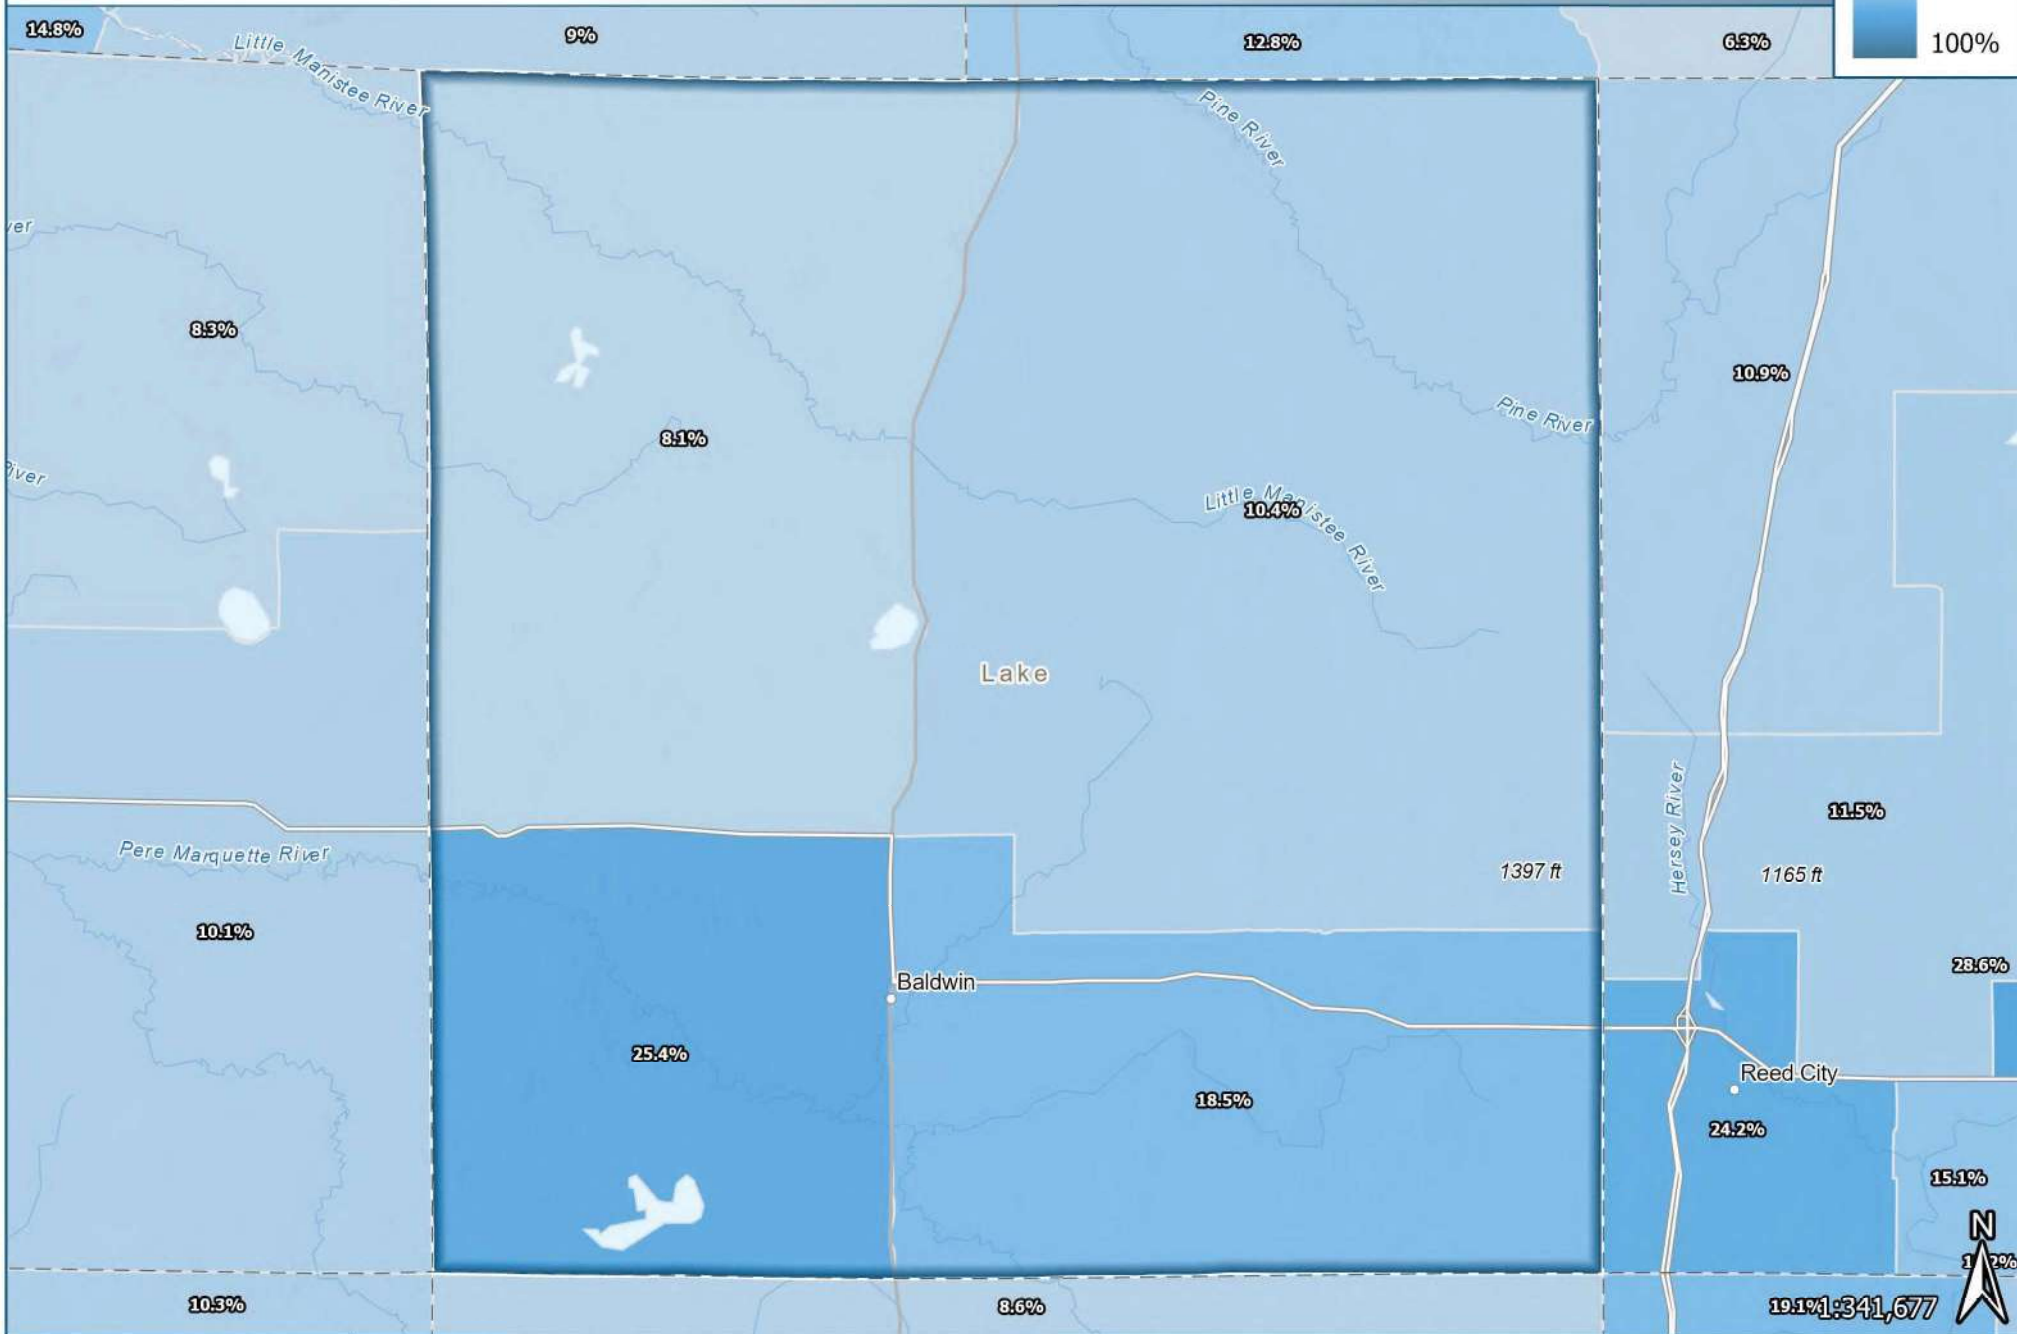 100%
14.8%
9%
12.8%
6.3%
Little Manistee River
Pine River
8.3%
10.9%
Pine River
8.1%
River
Little Manistee River
10.4%
Lake
Hersey River
11.5%
Pere Marquette River
1397 ft
1165 ft
10.1%
28.6%
Baldwin
25.4%
Reed City
18.5%
24.2%
15.1%
N
10.3%
8.6%
19.1%
1:341,677